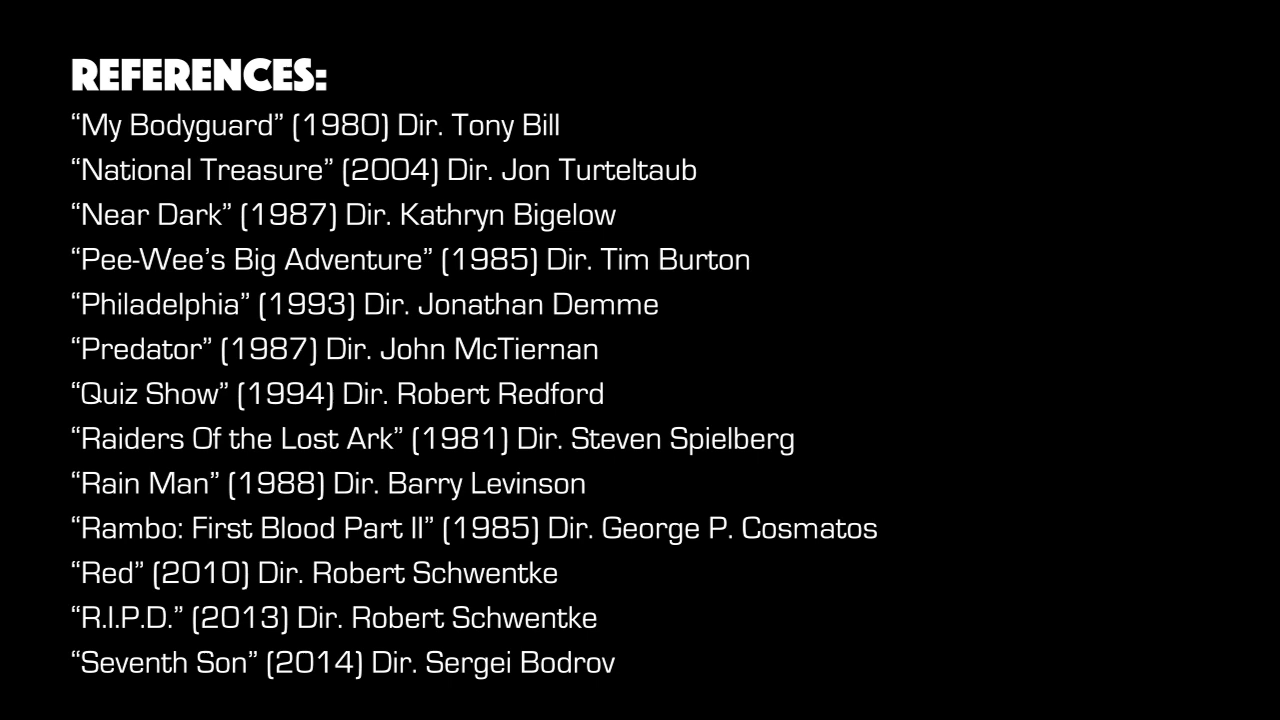 REFERENCES:
“My Bodyguard” (1980) Dir. Tony Bill
“National Treasure” (2004) Dir. Jon Turteltaub
“Near Dark” (1987) Dir. Kathryn Bigelow
“Pee-Wee’s Big Adventure” (1985) Dir. Tim Burton
“Philadelphia” (1993) Dir. Jonathan Demme
“Predator” (1987) Dir. John McTiernan
“Quiz Show” (1994) Dir. Robert Redford
“Raiders Of the Lost Ark” (1981) Dir. Steven Spielberg
“Rain Man” (1988) Dir. Barry Levinson
“Rambo: First Blood Part II” (1985) Dir. George P. Cosmatos
“Red” (2010) Dir. Robert Schwentke
“R.I.P.D.” (2013) Dir. Robert Schwentke
“Seventh Son” (2014) Dir. Sergei Bodrov